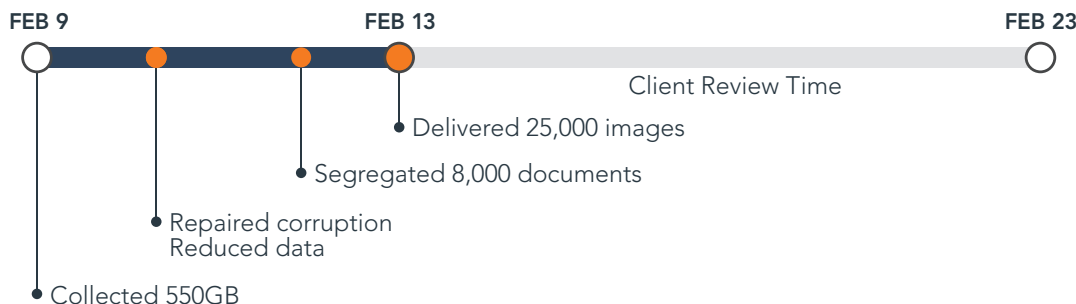 FEB 9
FEB 13
FEB 23
Client Review Time
Delivered 25,000 images
Segregated 8,000 documents
Repaired corruption
Reduced data
Collected 550GB